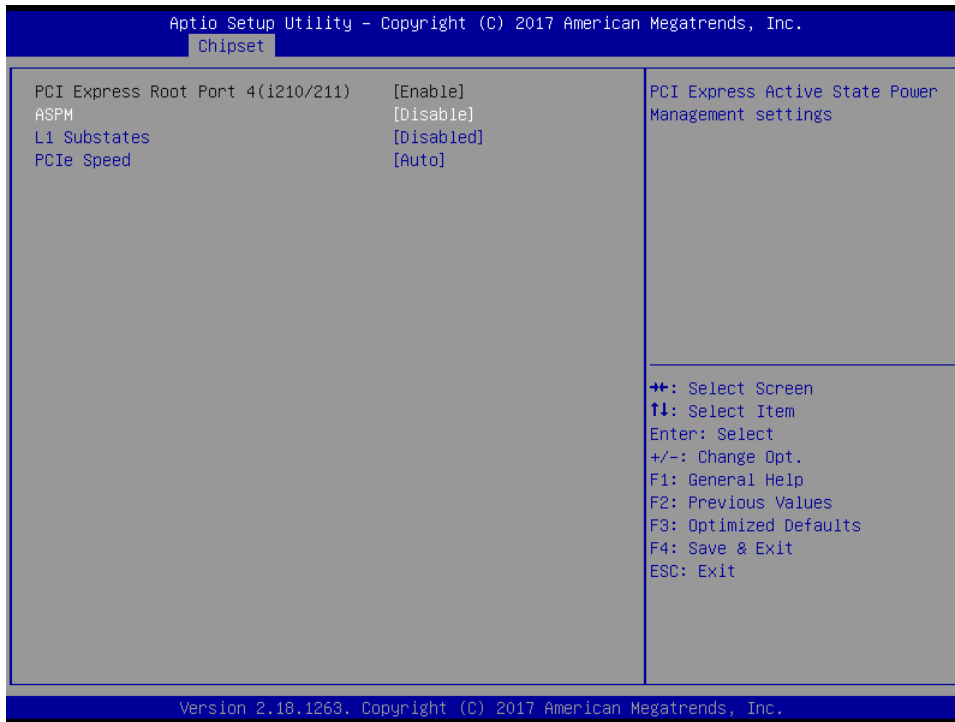 Aptio Setup Utility – Copyright (C) 2017 American Megatrends, Inc.
Chipset
PCI Express Root Port 4(i210/211) [Enable]
ASPM [Disable]
L1 Substates [Disabled]
PCIe Speed [Auto]
PCI Express Active State Power
Management settings
→←: Select Screen
↑↓: Select Item
Enter: Select
+/-: Change Opt.
F1: General Help
F2: Previous Values
F3: Optimized Defaults
F4: Save & Exit
ESC: Exit
Version 2.18.1263. Copyright (C) 2017 American Megatrends, Inc.